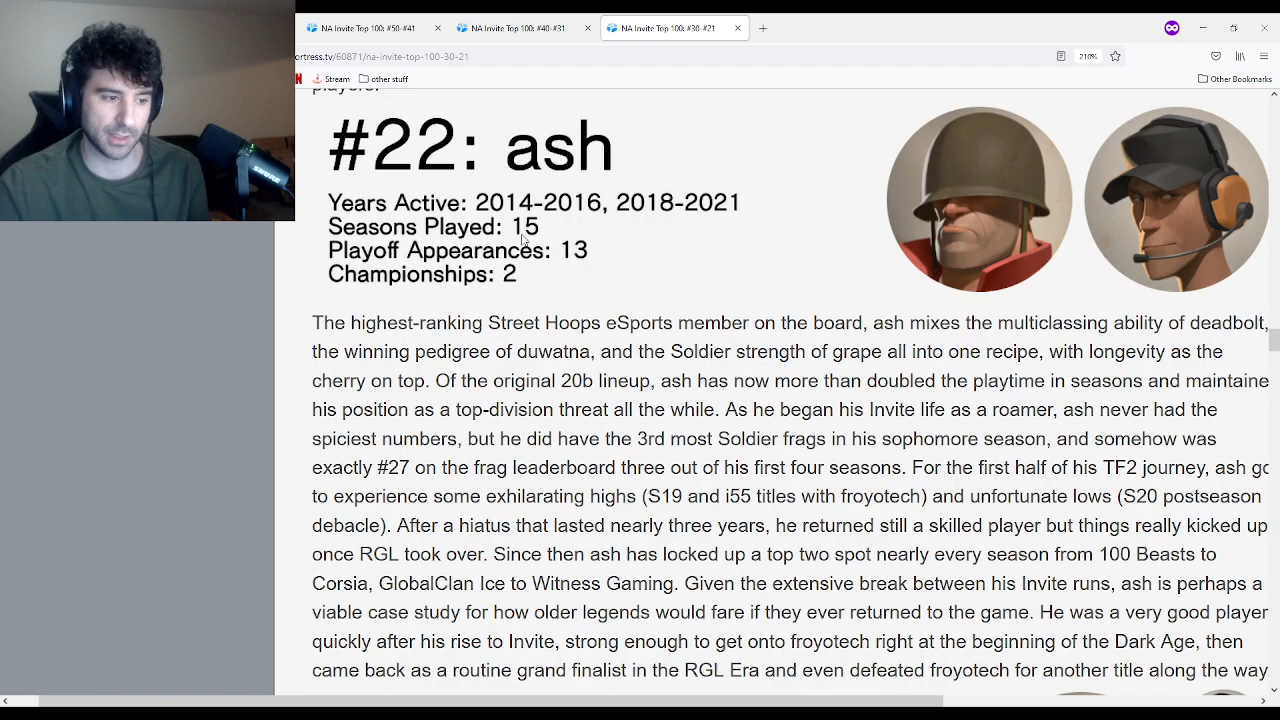 NA Invite Top 100: #50-#41
NA Invite Top 100: #40-#31
NA Invite Top 100: #30-#21
ortress.tv/60871/na-invite-top-100-30-21
210%
Stream
other stuff
Other Bookmarks
players.
#22: ash
Years Active: 2014-2016, 2018-2021
Seasons Played: 15
Playoff Appearances: 13
Championships: 2
The highest-ranking Street Hoops eSports member on the board, ash mixes the multiclassing ability of deadbolt,
the winning pedigree of duwatna, and the Soldier strength of grape all into one recipe, with longevity as the
cherry on top. Of the original 20b lineup, ash has now more than doubled the playtime in seasons and maintaine
his position as a top-division threat all the while. As he began his Invite life as a roamer, ash never had the
spiciest numbers, but he did have the 3rd most Soldier frags in his sophomore season, and somehow was
exactly #27 on the frag leaderboard three out of his first four seasons. For the first half of his TF2 journey, ash go
to experience some exhilarating highs (S19 and i55 titles with froyotech) and unfortunate lows (S20 postseason
debacle). After a hiatus that lasted nearly three years, he returned still a skilled player but things really kicked up
once RGL took over. Since then ash has locked up a top two spot nearly every season from 100 Beasts to
Corsia, GlobalClan Ice to Witness Gaming. Given the extensive break between his Invite runs, ash is perhaps a
viable case study for how older legends would fare if they ever returned to the game. He was a very good player
quickly after his rise to Invite, strong enough to get onto froyotech right at the beginning of the Dark Age, then
came back as a routine grand finalist in the RGL Era and even defeated froyotech for another title along the way
SHURE